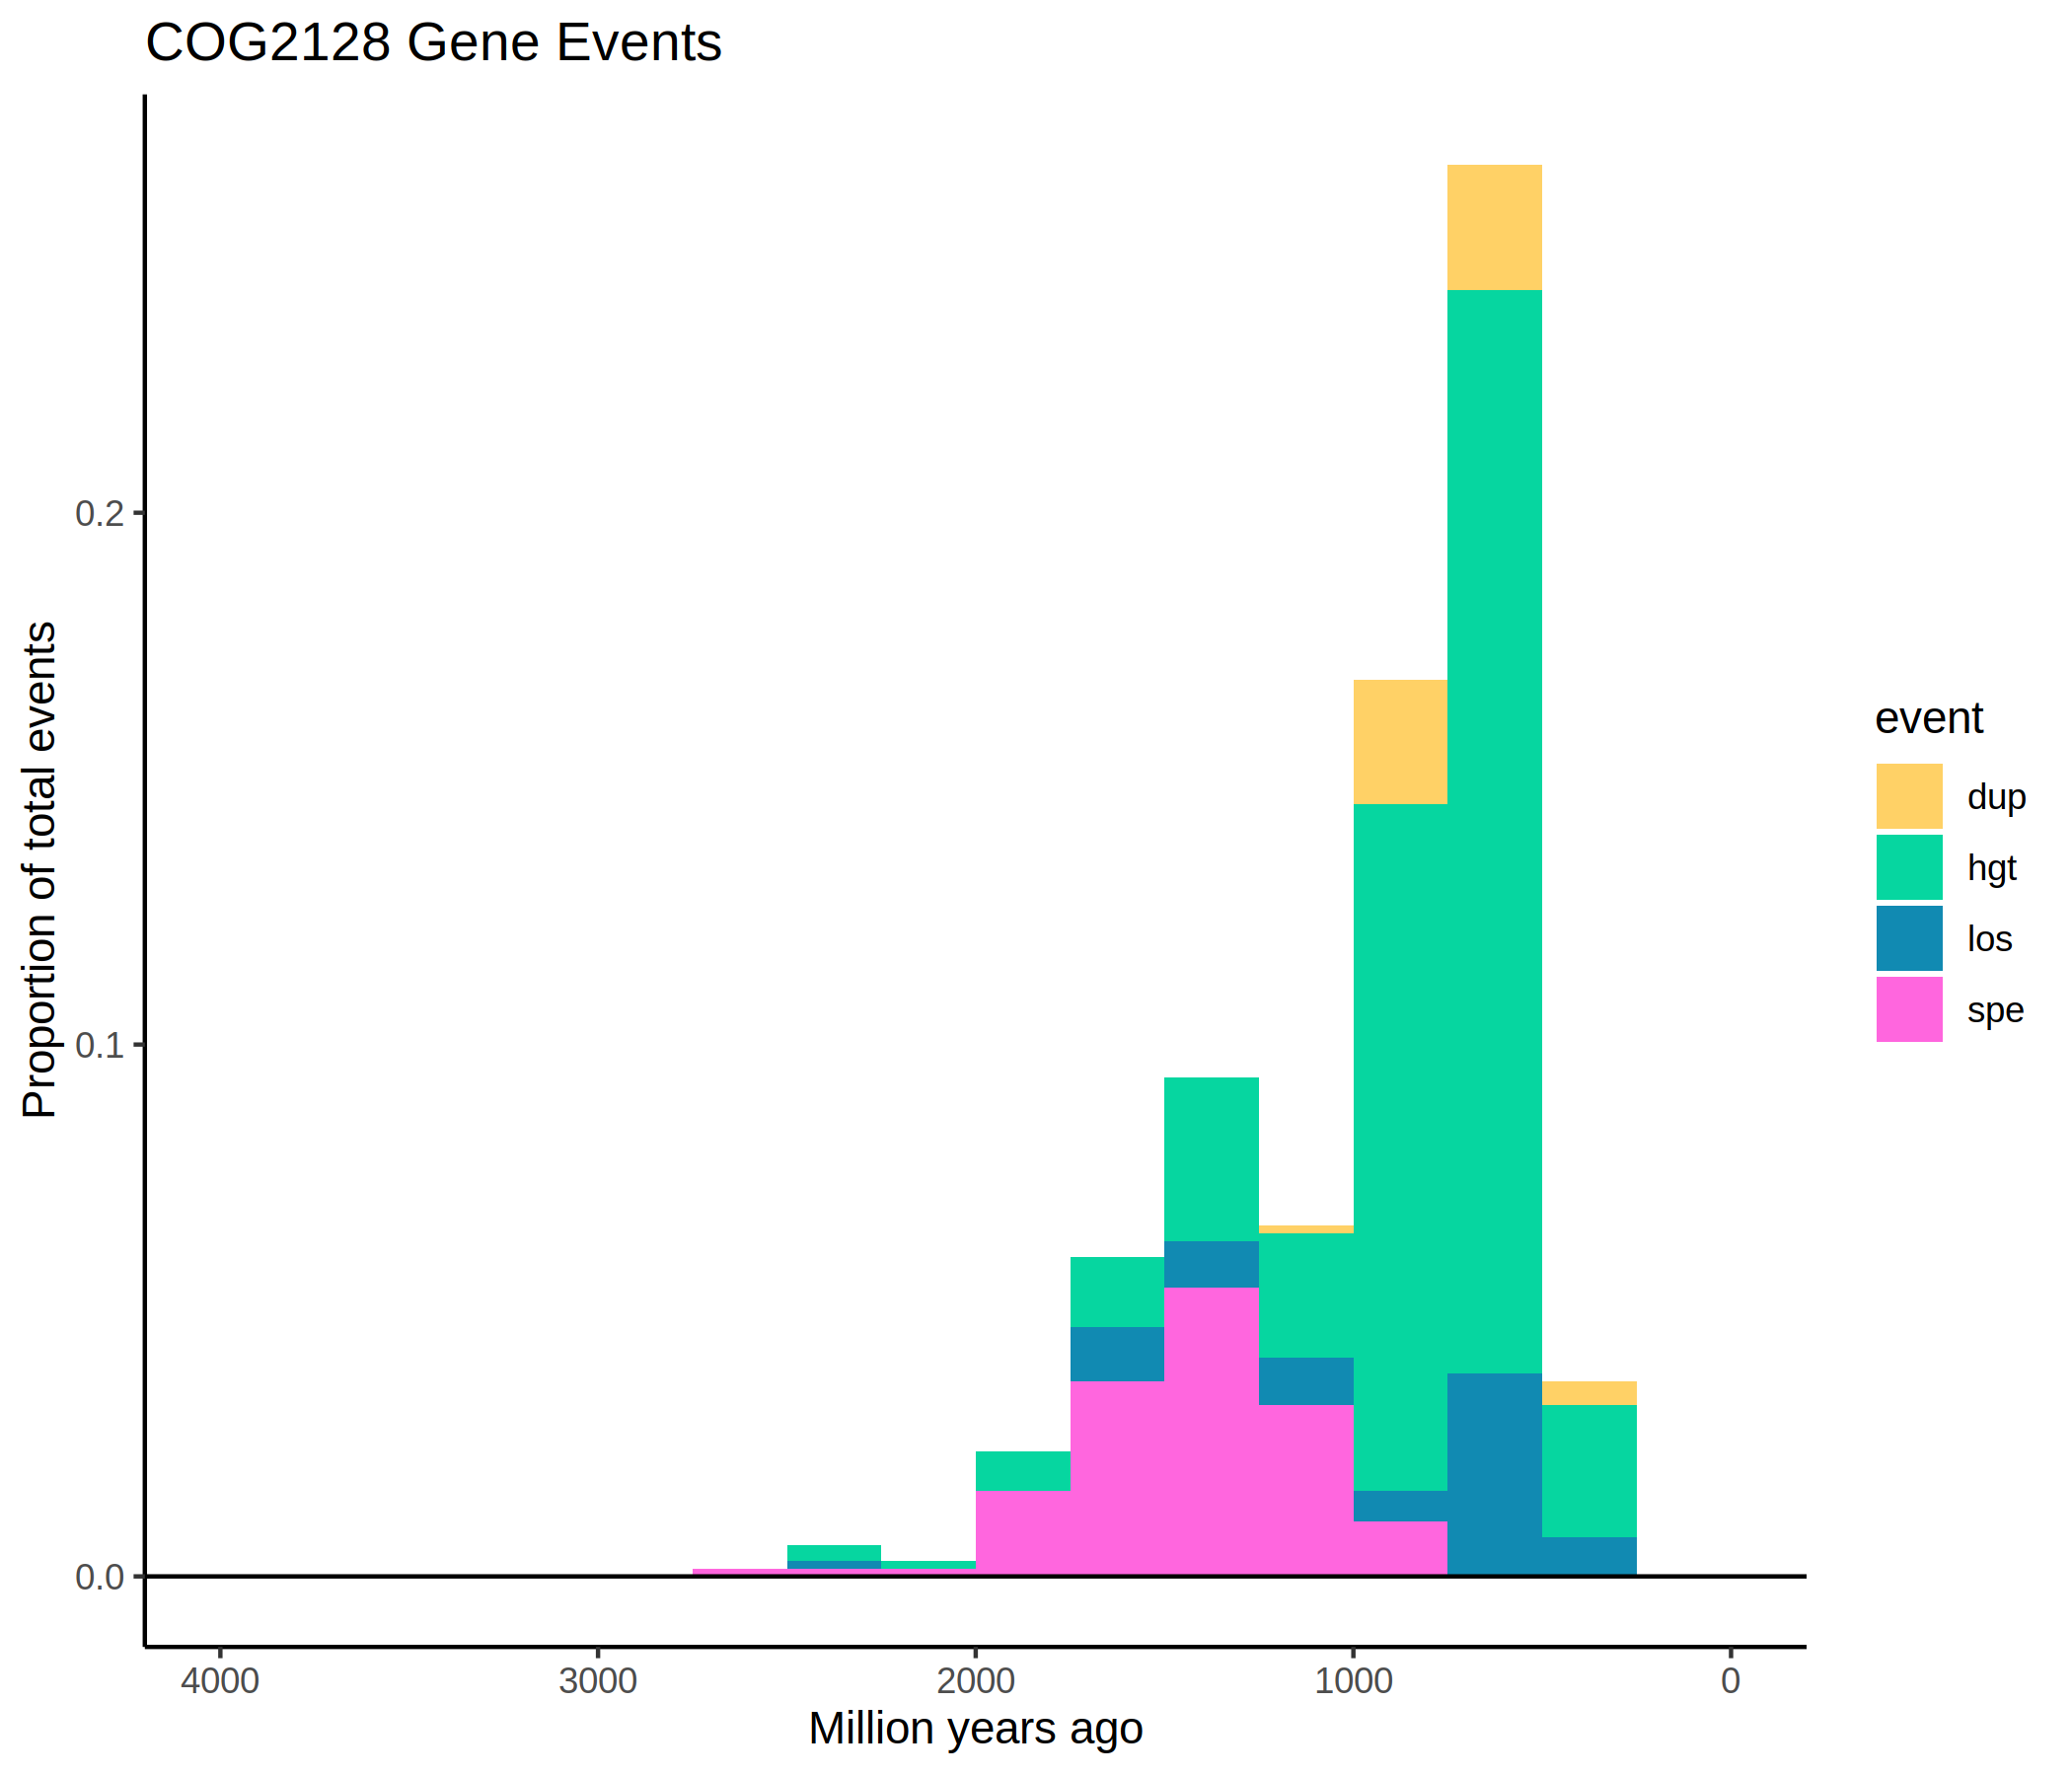 COG2128 Gene Events
Proportion of total events
0.2
0.1
0.0
4000 3000 2000 1000 0
Million years ago
event
dup
hgt
los
spe